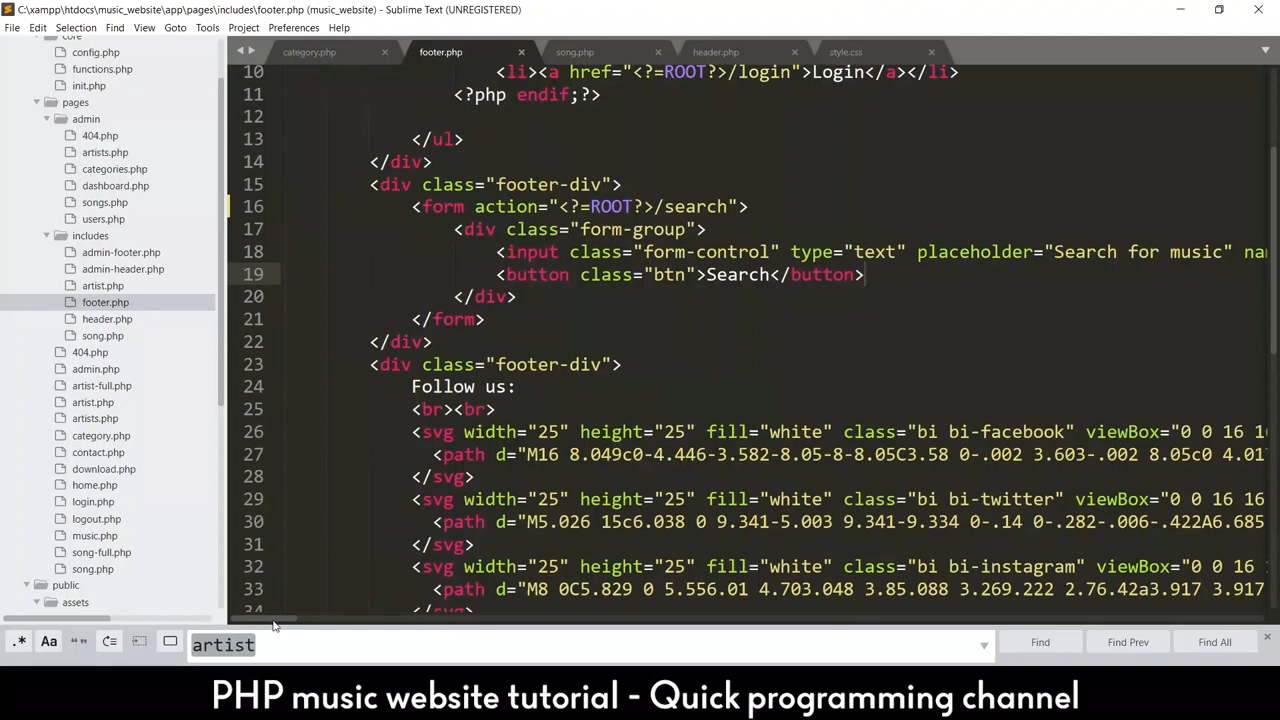 C:\xampp\htdocs\music_website\app\pages\includes\footer.php (music_website) - Sublime Text (UNREGISTERED)
File Edit Selection Find View Goto Tools Project Preferences Help
core
config.php
functions.php
init.php
pages
admin
404.php
artists.php
categories.php
dashboard.php
songs.php
users.php
includes
admin-footer.php
admin-header.php
artist.php
footer.php
header.php
song.php
404.php
admin.php
artist-full.php
artist.php
artists.php
category.php
contact.php
download.php
home.php
login.php
logout.php
music.php
song-full.php
song.php
public
assets
category.php footer.php song.php header.php style.css
10 <li><a href="<?=ROOT?>/login">Login</a></li>
11 <?php endif;?>
12
13 </ul>
14 </div>
15 <div class="footer-div">
16 <form action="<?=ROOT?>/search">
17 <div class="form-group">
18 <input class="form-control" type="text" placeholder="Search for music" nam
19 <button class="btn">Search</button>
20 </div>
21 </form>
22 </div>
23 <div class="footer-div">
24 Follow us:
25 <br><br>
26 <svg width="25" height="25" fill="white" class="bi bi-facebook" viewBox="0 0 16 16
27 <path d="M16 8.049c0-4.446-3.582-8.05-8-8.05C3.58 0-.002 3.603-.002 8.05c0 4.017
28 </svg>
29 <svg width="25" height="25" fill="white" class="bi bi-twitter" viewBox="0 0 16 16
30 <path d="M5.026 15c6.038 0 9.341-5.003 9.341-9.334 0-.14 0-.282-.006-.422A6.685
31 </svg>
32 <svg width="25" height="25" fill="white" class="bi bi-instagram" viewBox="0 0 16 1
33 <path d="M8 0C5.829 0 5.556.01 4.703.048 3.85.088 3.269.222 2.76.42a3.917 3.917
34 </svg>
.* Aa “” artist Find Find Prev Find All
PHP music website tutorial - Quick programming channel